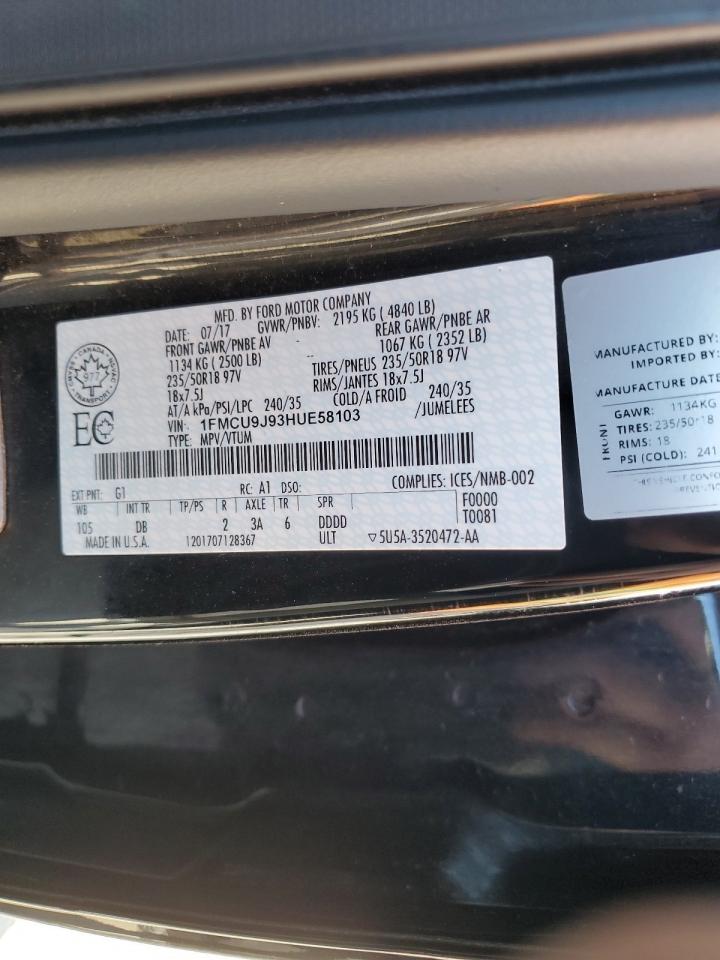 MFD. BY FORD MOTOR COMPANY
DATE: 07/17 GVWR/PNBV: 2195 KG ( 4840 LB)
FRONT GAWR/PNBE AV -- REAR GAWR/PNBE AR
1134 KG ( 2500 LB) 1067 KG ( 2352 LB)
235/50R18 97V -- TIRES/PNEUS 235/50R18 97V
18x7.5J RIMS/JANTES 18x7.5J
AT/A kPa/PSI/LPC 240/35 COLD/A FROID 240/35
VIN: 1FMCU9J93HUE58103 /JUMELEES
TYPE: MPV/VTUM
CANADA
977
TRANSPORT
EC
EXT PNT: G1 RC: A1 DSO: COMPLIES: ICES/NMB-002
WB INT TR TP/PS R AXLE TR SPR F0000
105 DB 2 3A 6 DDDD T0081
MADE IN U.S.A. 1201707128367 ULT ▽5U5A-3520472-AA
MANUFACTURED BY:
IMPORTED BY:
MANUFACTURE DATE
FRONT
GAWR: 1134KG
TIRES: 235/50r18
RIMS: 18
PSI (COLD): 241